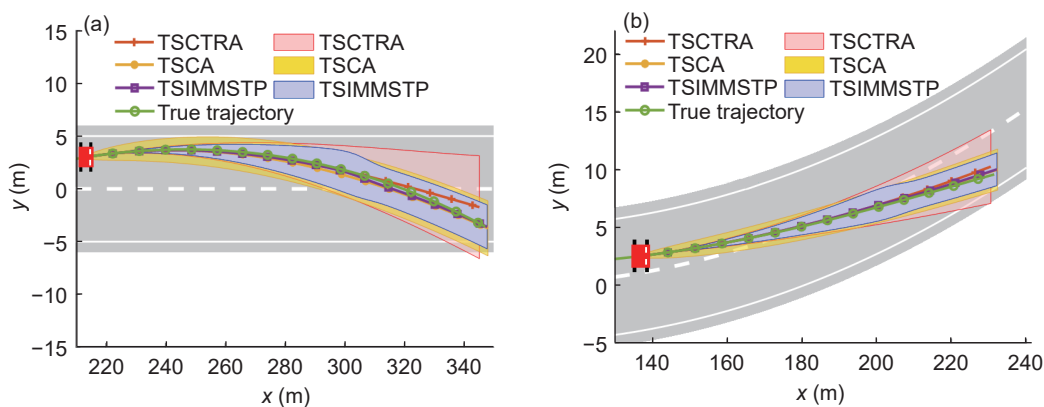 (a)
TSCTRA TSCTRA
TSCA TSCA
TSIMMSTP TSIMMSTP
True trajectory
15
10
5
0
−5
−10
−15
y (m)
220 240 260 280 300 320 340
x (m)
(b)
TSCTRA TSCTRA
TSCA TSCA
TSIMMSTP TSIMMSTP
True trajectory
20
15
10
5
0
−5
y (m)
140 160 180 200 220 240
x (m)